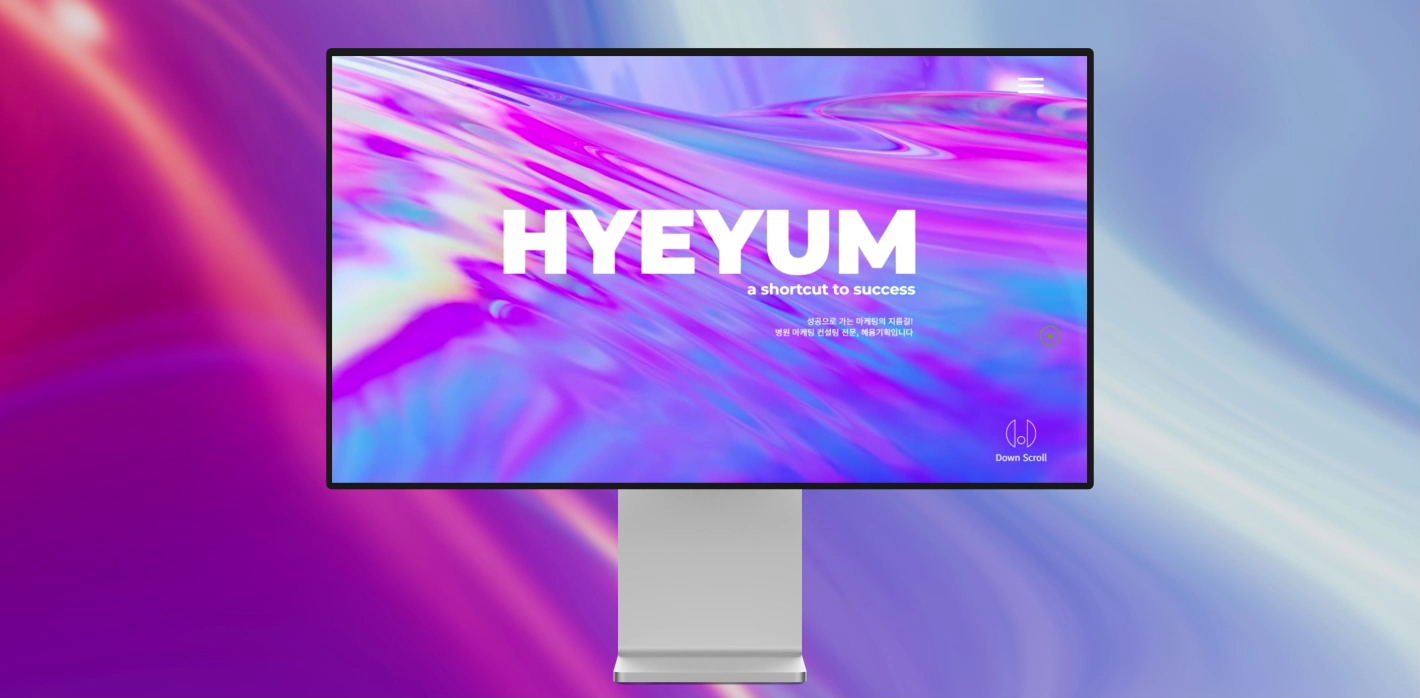 HYEYUM
a shortcut to success
성공으로 가는 마케팅의 지름길!
병원 마케팅 컨설팅 전문, 혜윰기획입니다
Down Scroll